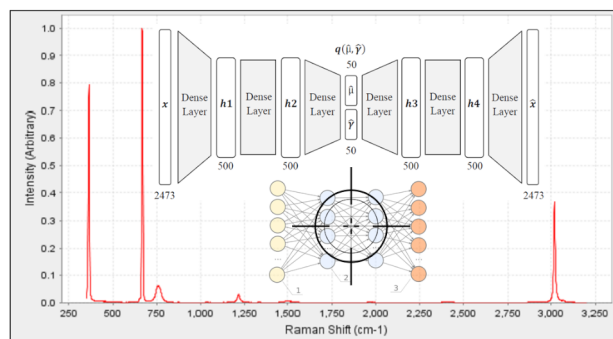 q(μ̂, γ̂)
50
x
Dense
Layer
h1
Dense
Layer
h2
Dense
Layer
μ̂
γ̂
Dense
Layer
h3
Dense
Layer
h4
Dense
Layer
x̂
2473
500
500
50
500
500
2473
...
1
2
3
Intensity (Arbitrary)
1.0
0.9
0.8
0.7
0.6
0.5
0.4
0.3
0.2
0.1
0.0
250 500 750 1,000 1,250 1,500 1,750 2,000 2,250 2,500 2,750 3,000 3,250
Raman Shift (cm-1)